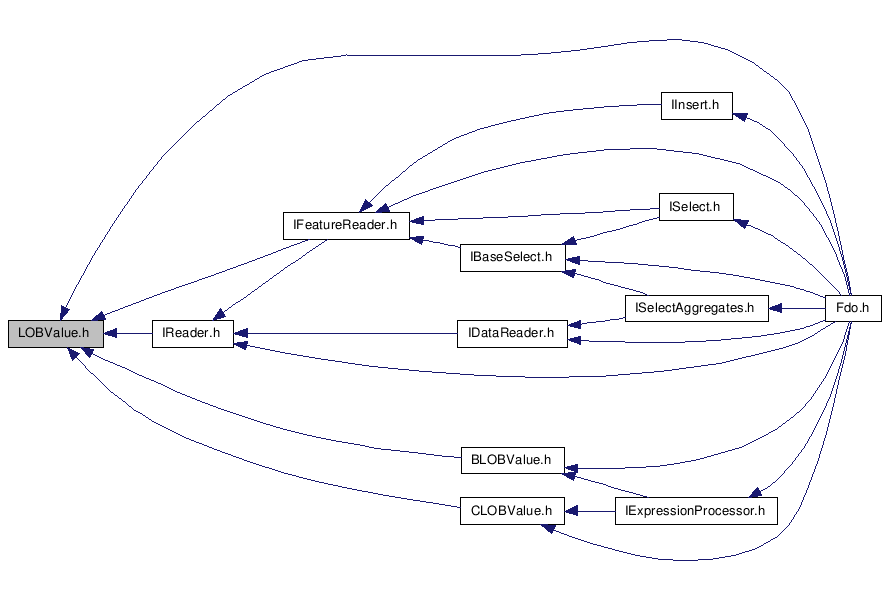 IInsert.h
ISelect.h
IFeatureReader.h
IBaseSelect.h
ISelectAggregates.h
Fdo.h
LOBValue.h
IReader.h
IDataReader.h
BLOBValue.h
CLOBValue.h
IExpressionProcessor.h